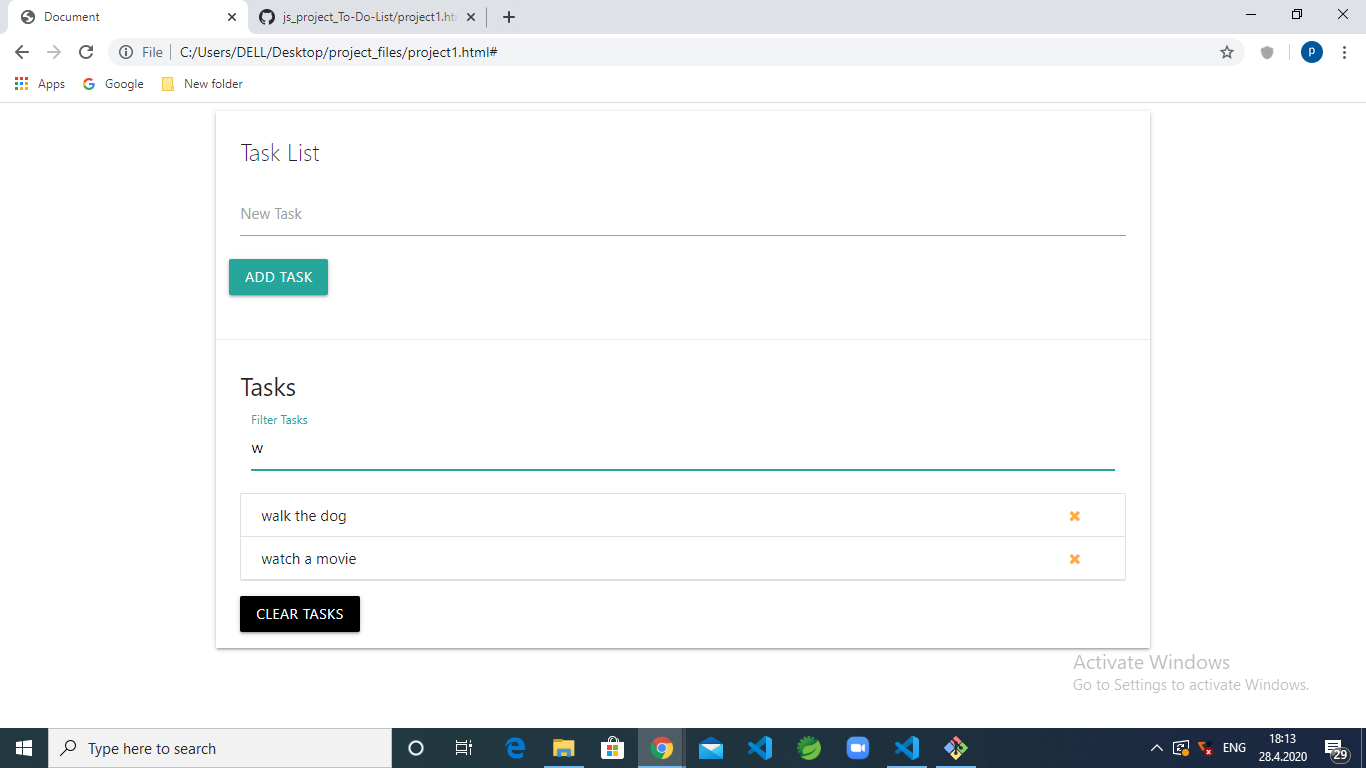 Document
js_project_To-Do-List/project1.htm
File
C:/Users/DELL/Desktop/project_files/project1.html#
P
Apps
Google
New folder
Task List
New Task
ADD TASK
Tasks
Filter Tasks
w
walk the dog
watch a movie
CLEAR TASKS
Activate Windows
Go to Settings to activate Windows.
Type here to search
ENG
18:13
28.4.2020
29